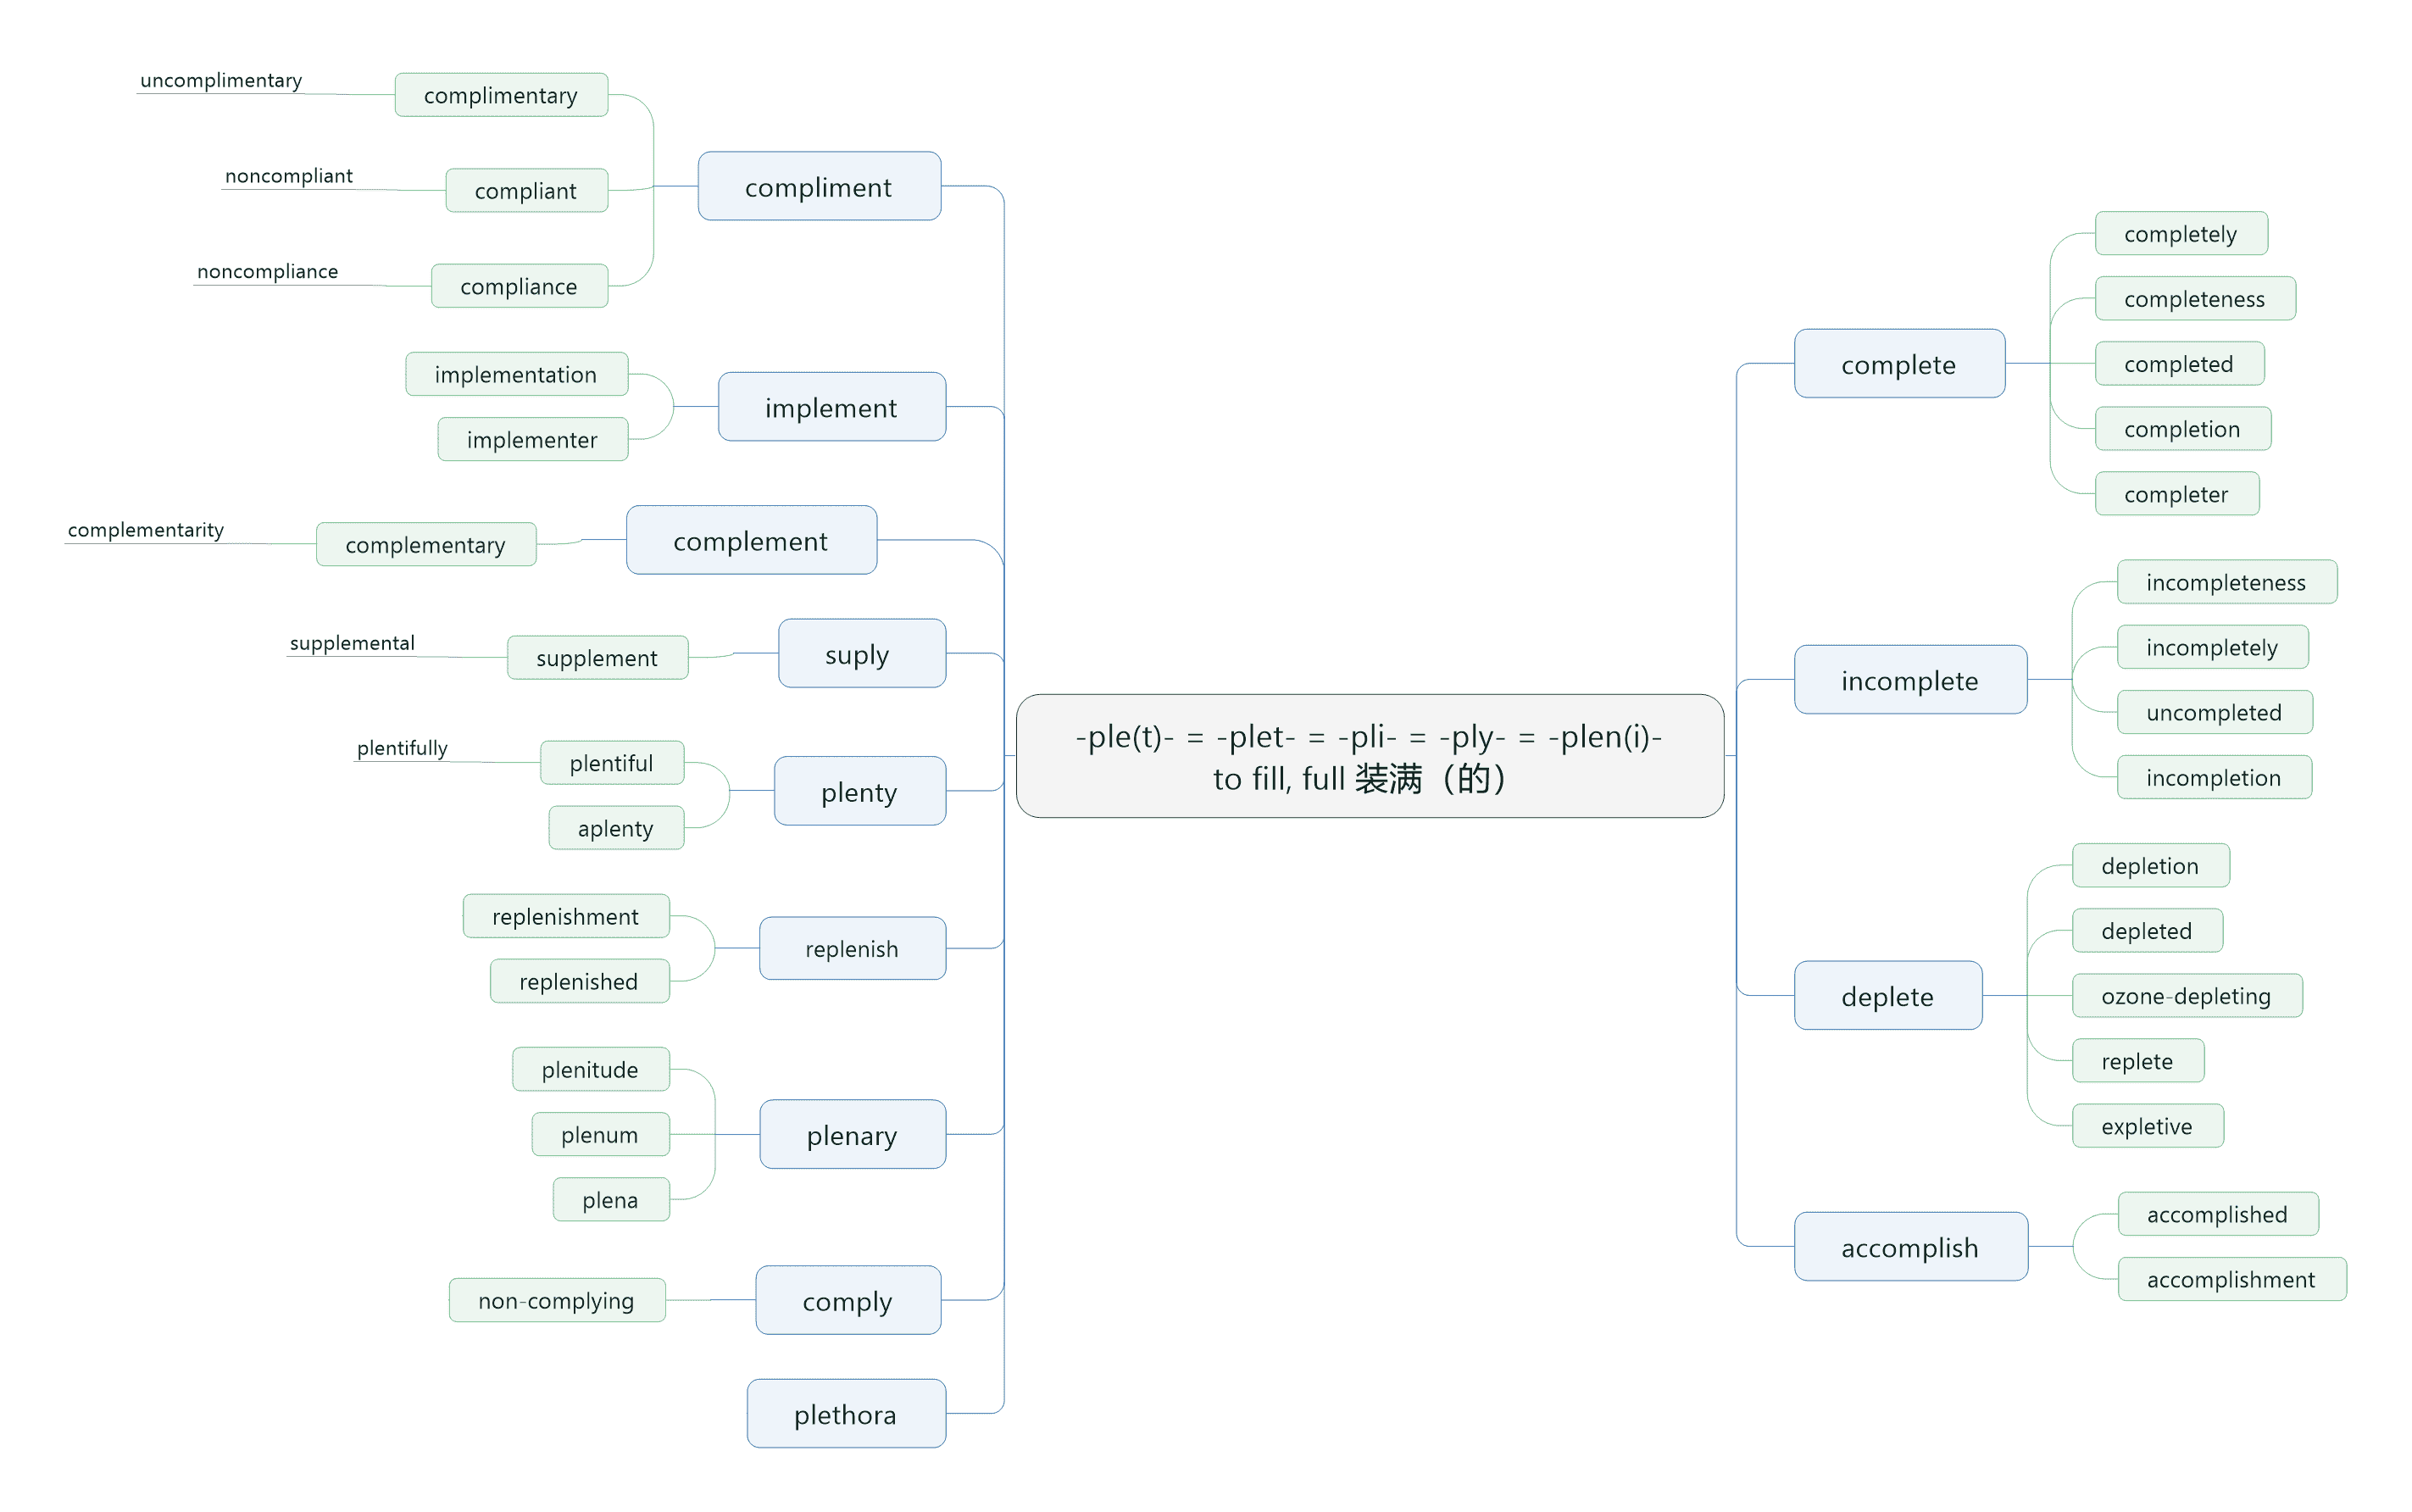 -ple(t)- = -plet- = -pli- = -ply- = -plen(i)-
to fill, full 装满（的）
complete
completely
completeness
completed
completion
completer
incomplete
incompleteness
incompletely
uncompleted
incompletion
deplete
depletion
depleted
ozone-depleting
replete
expletive
accomplish
accomplished
accomplishment
compliment
complimentary
uncomplimentary
compliant
noncompliant
compliance
noncompliance
implement
implementation
implementer
complement
complementary
complementarity
suply
supplement
supplemental
plenty
plentiful
plentifully
aplenty
replenish
replenishment
replenished
plenary
plenitude
plenum
plena
comply
non-complying
plethora